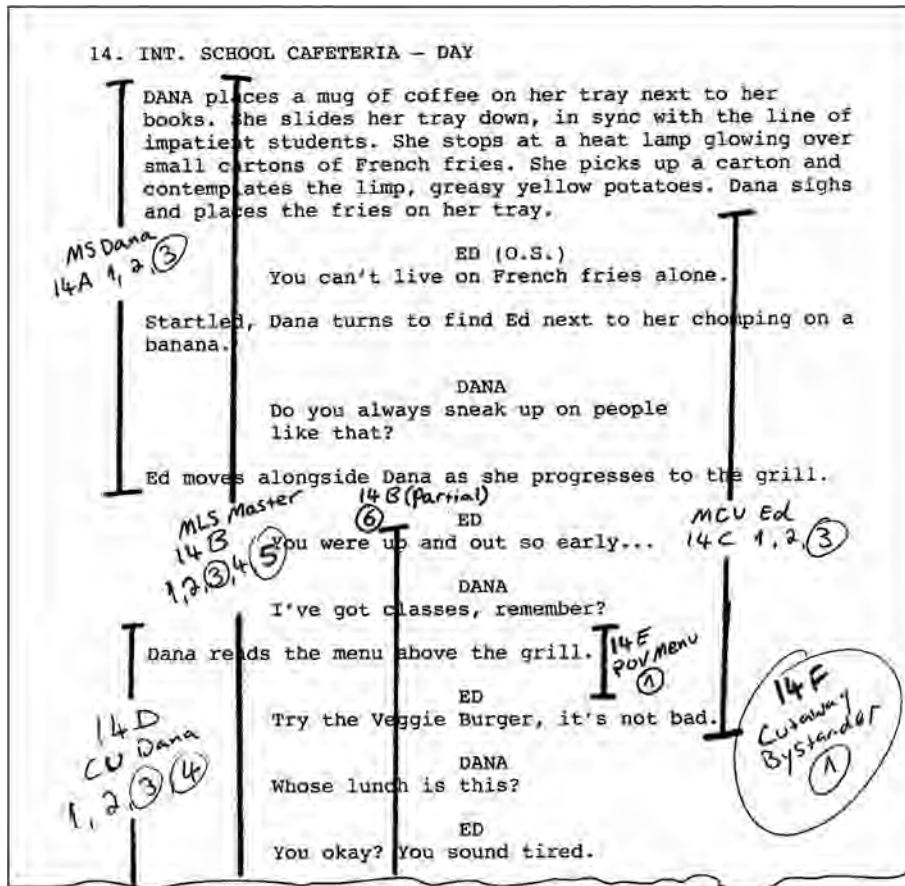 14. INT. SCHOOL CAFETERIA – DAY
DANA places a mug of coffee on her tray next to her
books. She slides her tray down, in sync with the line of
impatient students. She stops at a heat lamp glowing over
small cartons of French fries. She picks up a carton and
contemplates the limp, greasy yellow potatoes. Dana sighs
and places the fries on her tray.
MS Dana
14A 1, 2, 3
ED (O.S.)
You can't live on French fries alone.
Startled, Dana turns to find Ed next to her chomping on a
banana.
DANA
Do you always sneak up on people
like that?
Ed moves alongside Dana as she progresses to the grill.
MLS Master
14 B
1,2,3,4,5
14 B (Partial)
6
MCU Ed
14 C 1, 2, 3
ED
You were up and out so early...
DANA
I've got classes, remember?
Dana reads the menu above the grill.
14 E
POV Menu
1
14 D
CU Dana
1, 2, 3, 4
14 F
Cutaway
Bystander
1
ED
Try the Veggie Burger, it's not bad.
DANA
Whose lunch is this?
ED
You okay? You sound tired.